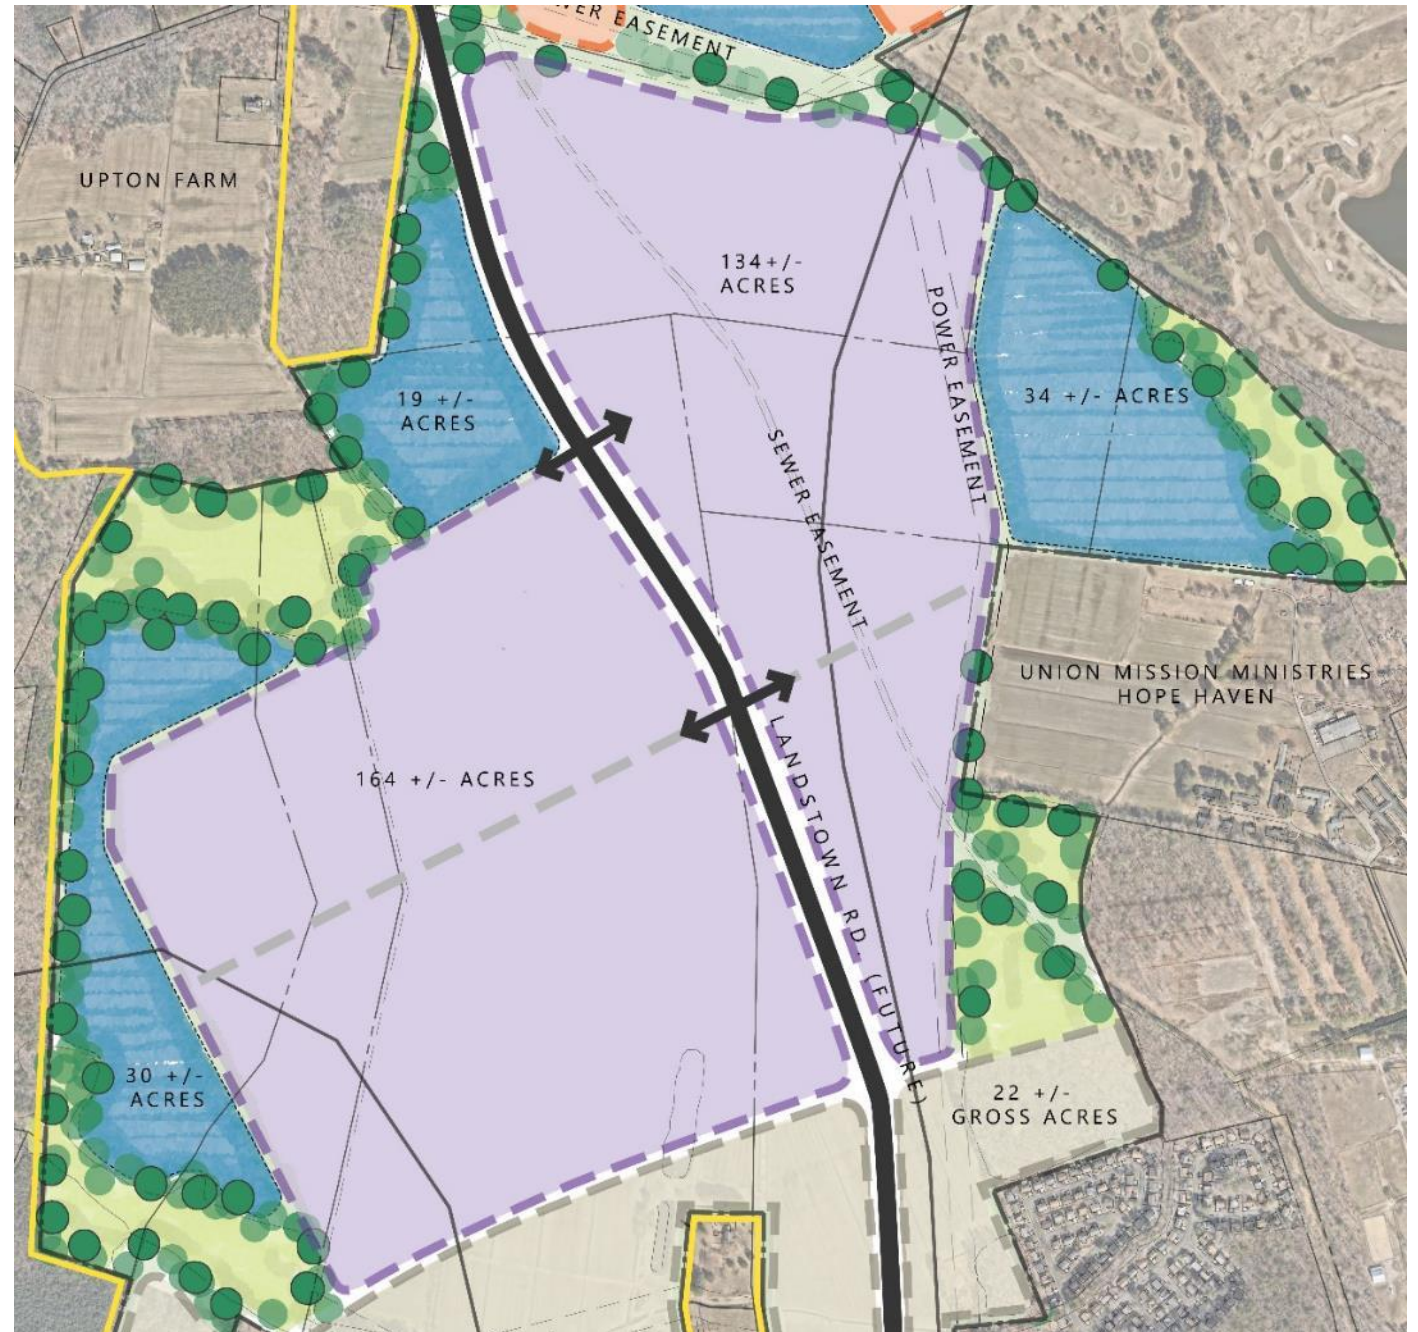 EASEMENT
UPTON FARM
134+/-
ACRES
POWER EASEMENT
19 +/-
ACRES
34 +/- ACRES
SEWER EASEMENT
UNION MISSION MINISTRIES
HOPE HAVEN
164 +/- ACRES
LANDSTOWN RD. (FUTURE)
30 +/-
ACRES
22 +/-
GROSS ACRES